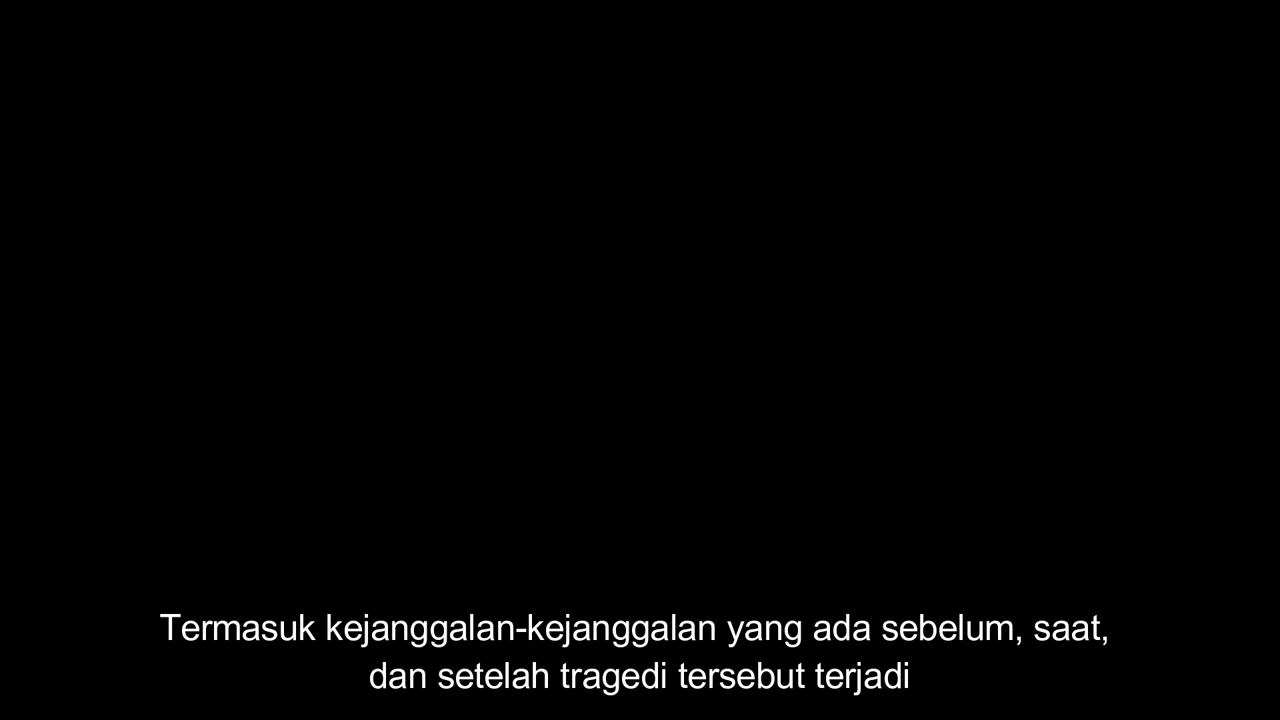 Termasuk kejanggalan-kejanggalan yang ada sebelum, saat,
dan setelah tragedi tersebut terjadi